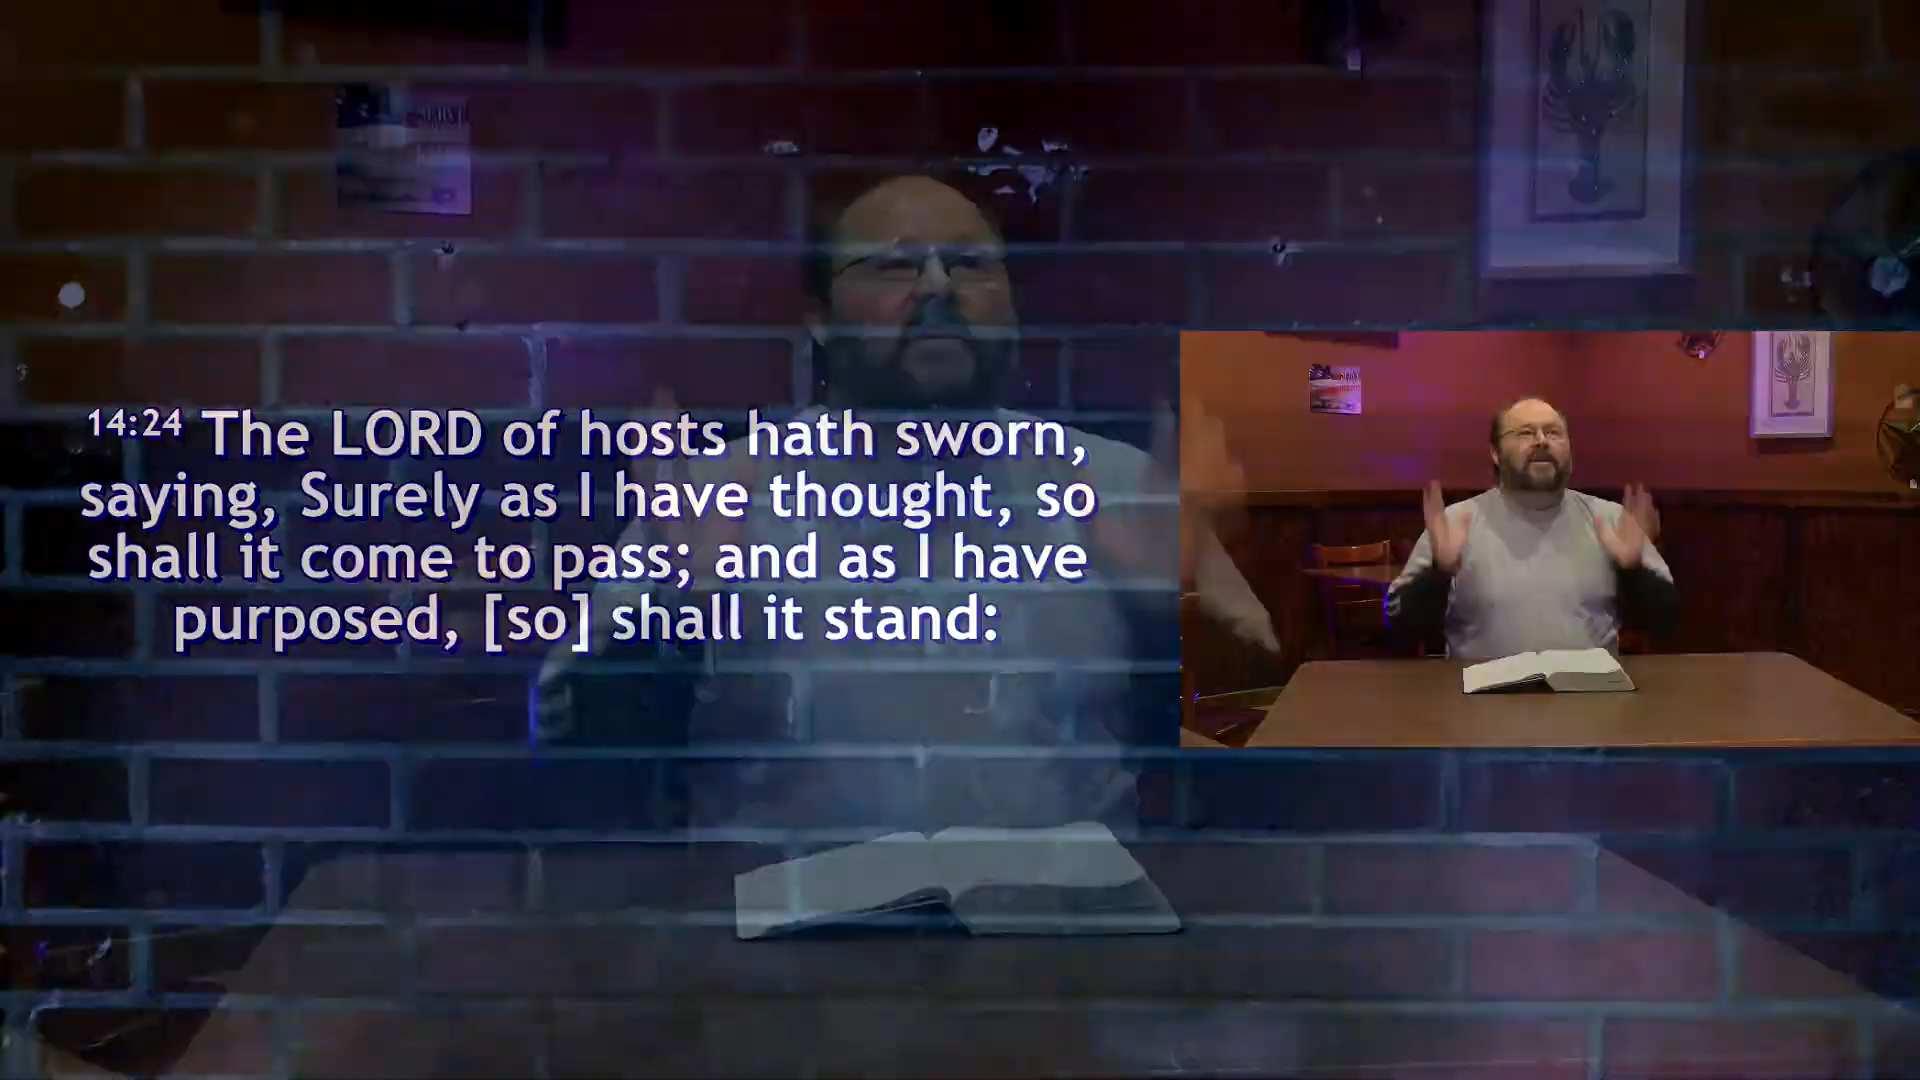 14:24 The LORD of hosts hath sworn,
saying, Surely as I have thought, so
shall it come to pass; and as I have
purposed, [so] shall it stand: